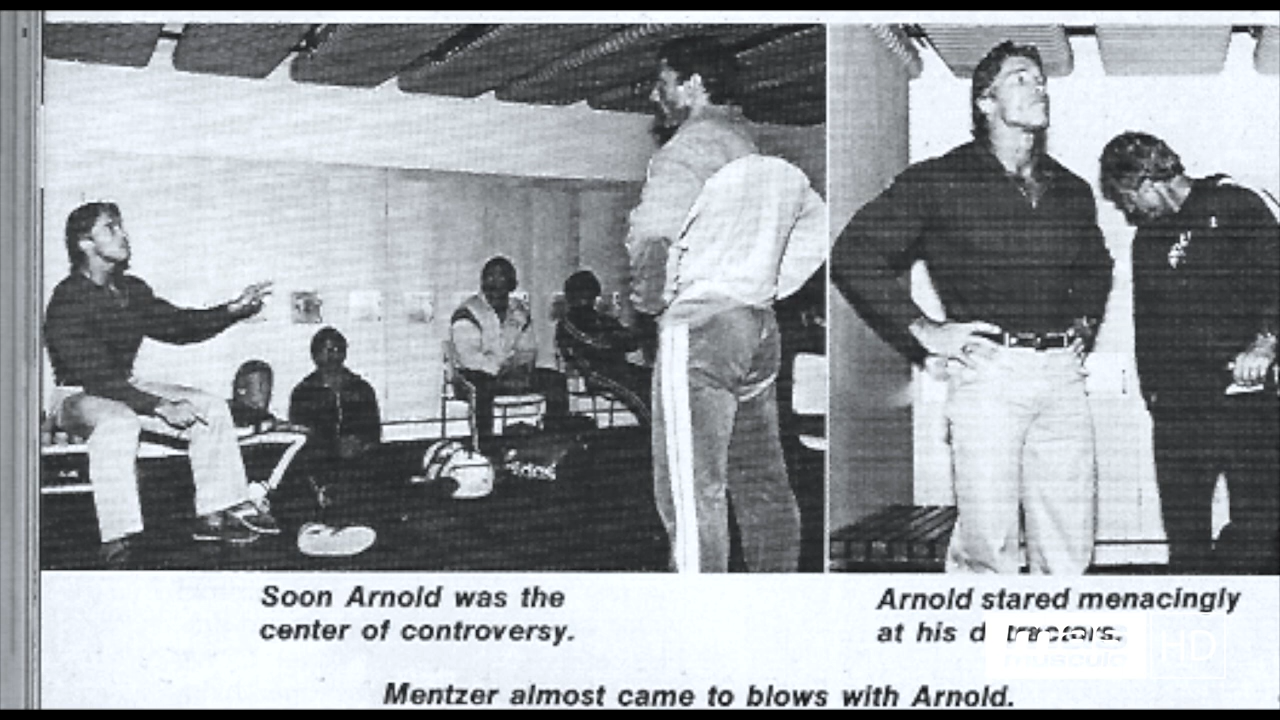 Soon Arnold was the
center of controversy.
Arnold stared menacingly
at his
Mentzer almost came to blows with Arnold.
HD